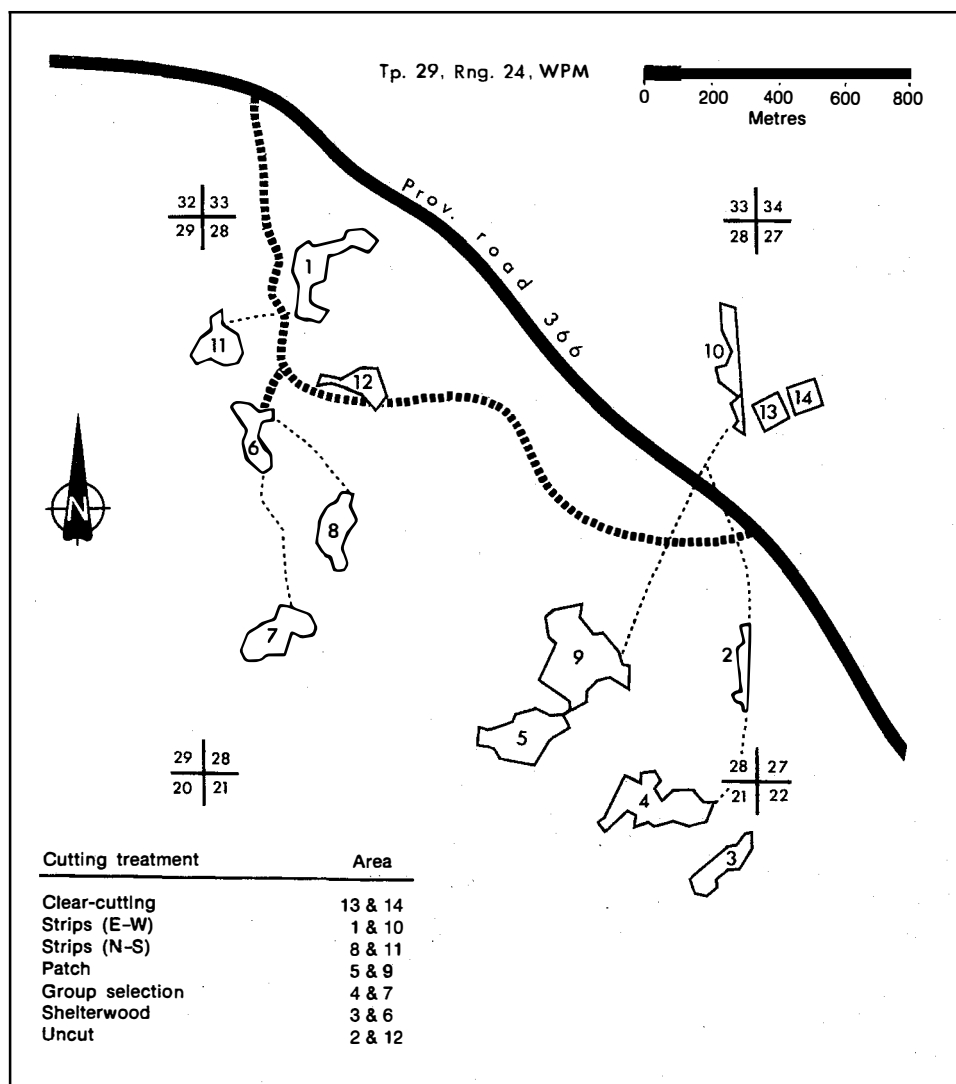 Tp. 29, Rng. 24, WPM
0 200 400 600 800
Metres
Prov. road 366
32 33
29 28
33 34
28 27
1
11
12
10
13 14
6
8
N
7
9
2
5
29 28
20 21
28 27
21 22
4
3
Cutting treatment Area
Clear-cutting 13 & 14
Strips (E-W) 1 & 10
Strips (N-S) 8 & 11
Patch 5 & 9
Group selection 4 & 7
Shelterwood 3 & 6
Uncut 2 & 12